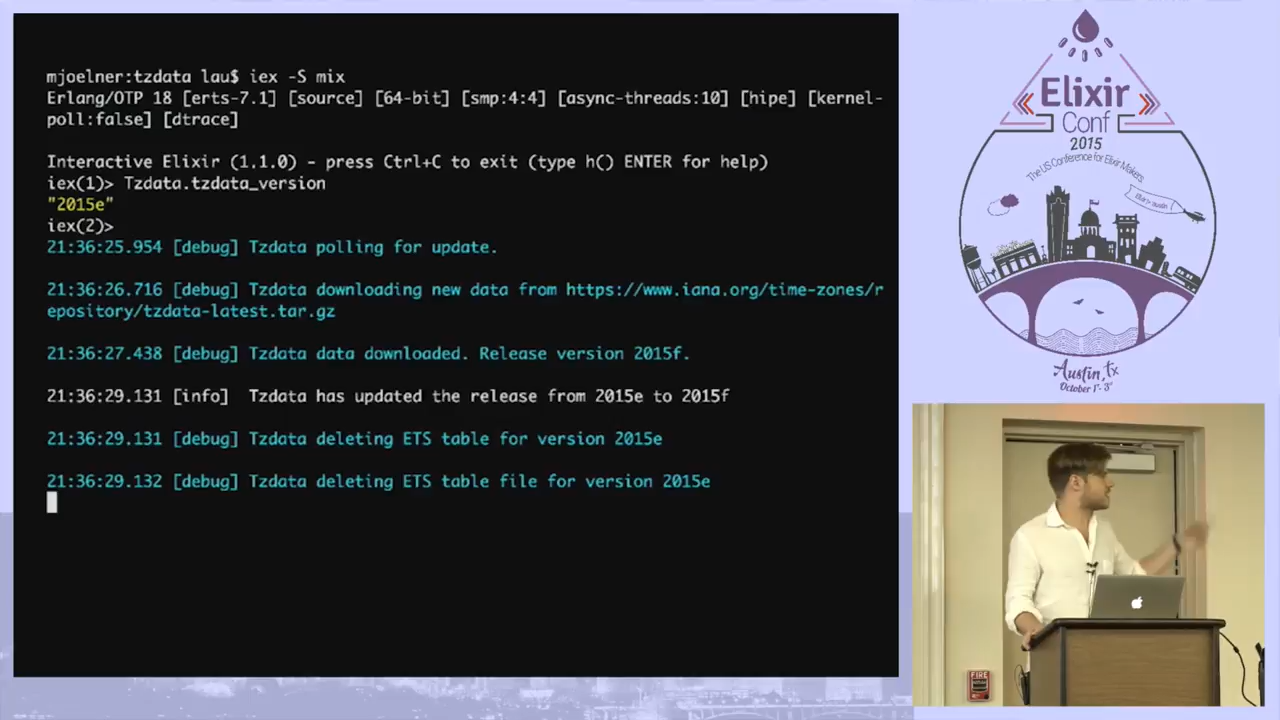 mjoelner:tzdata lau$ iex -S mix
Erlang/OTP 18 [erts-7.1] [source] [64-bit] [smp:4:4] [async-threads:10] [hipe] [kernel-
poll:false] [dtrace]
Interactive Elixir (1.1.0) - press Ctrl+C to exit (type h() ENTER for help)
iex(1)> Tzdata.tzdata_version
"2015e"
iex(2)>
21:36:25.954 [debug] Tzdata polling for update.
21:36:26.716 [debug] Tzdata downloading new data from https://www.iana.org/time-zones/r
epository/tzdata-latest.tar.gz
21:36:27.438 [debug] Tzdata data downloaded. Release version 2015f.
21:36:29.131 [info]  Tzdata has updated the release from 2015e to 2015f
21:36:29.131 [debug] Tzdata deleting ETS table for version 2015e
21:36:29.132 [debug] Tzdata deleting ETS table file for version 2015e
Elixir
Conf
2015
The US Conference for Elixir Makers
Austin, tx
October 1st - 3rd
FIRE